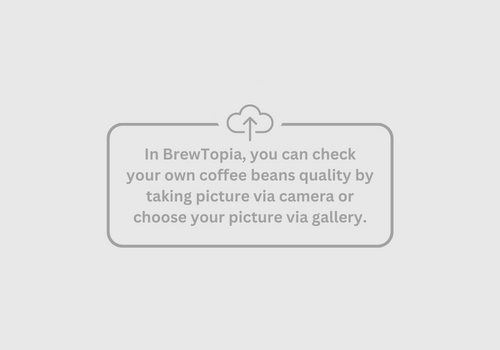 In BrewTopia, you can check
your own coffee beans quality by
taking picture via camera or
choose your picture via gallery.